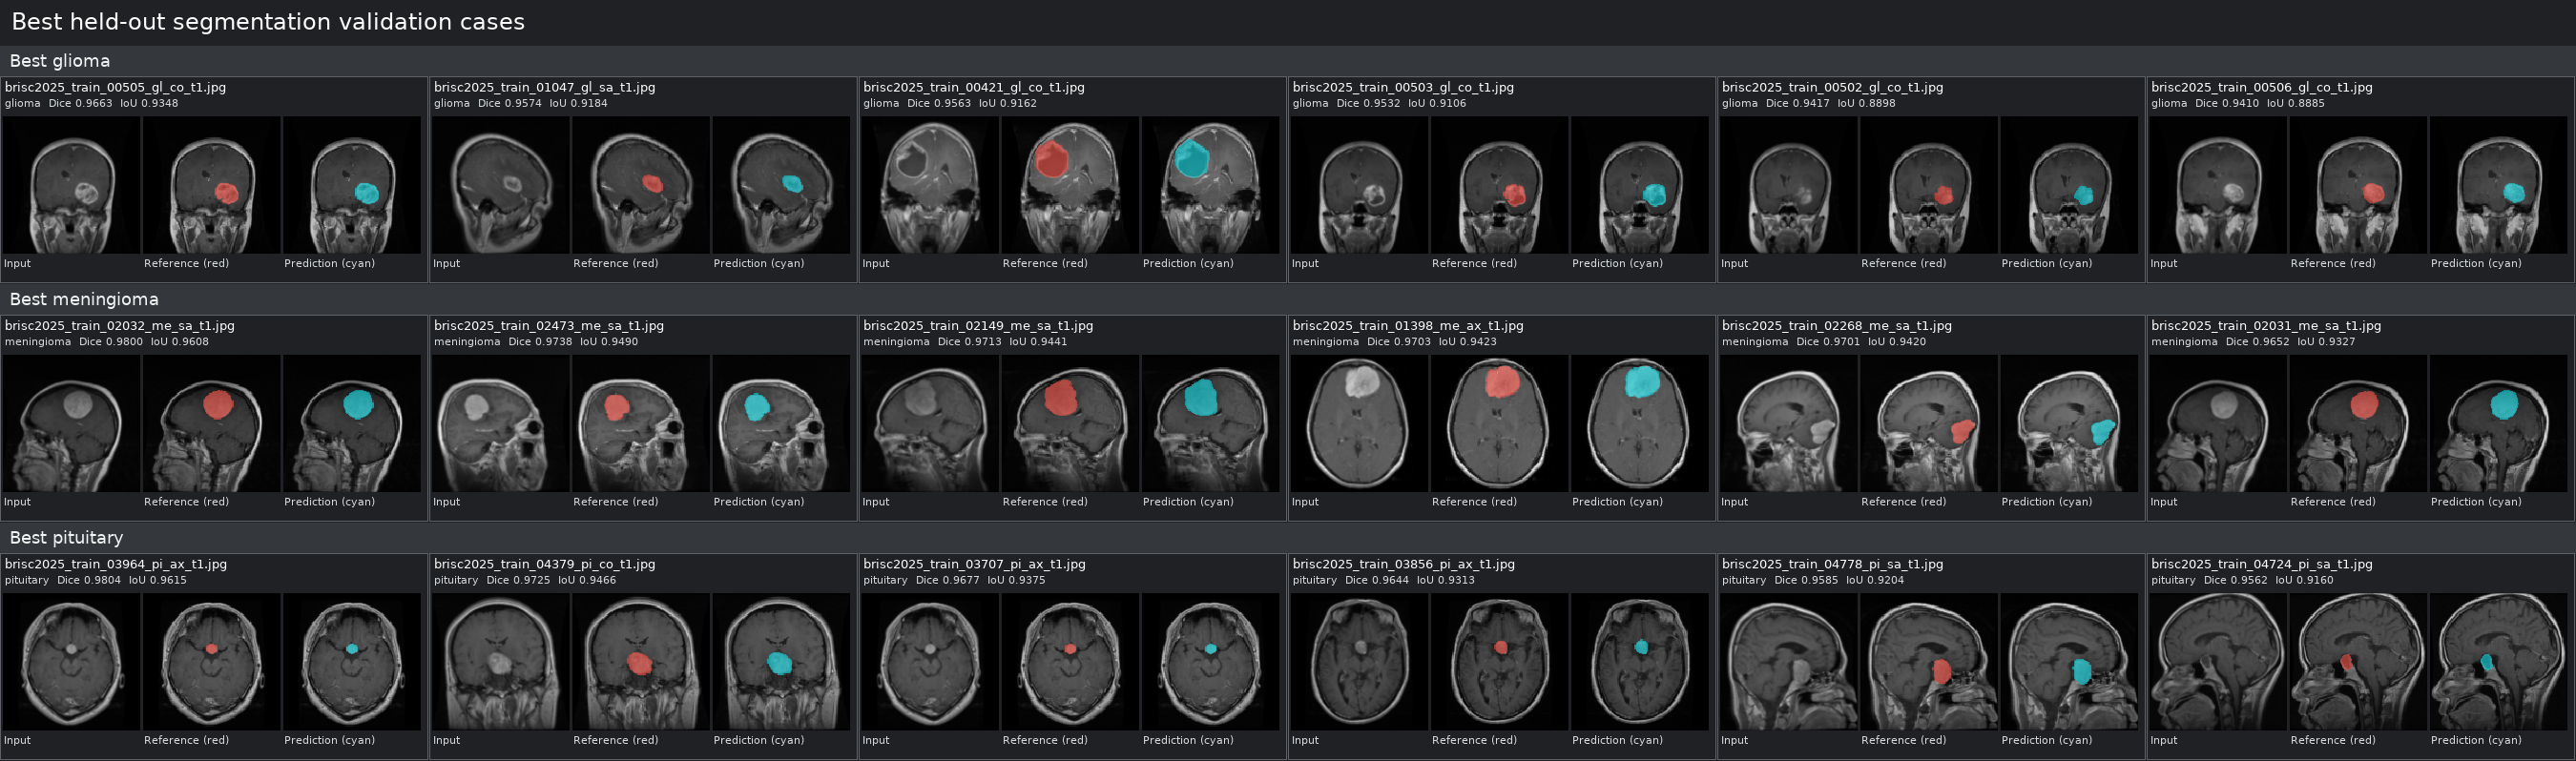 Best held-out segmentation validation cases
Best glioma
brisc2025_train_00505_gl_co_t1.jpg
glioma Dice 0.9663 IoU 0.9348
Input Reference (red) Prediction (cyan)
brisc2025_train_01047_gl_sa_t1.jpg
glioma Dice 0.9574 IoU 0.9184
Input Reference (red) Prediction (cyan)
brisc2025_train_00421_gl_co_t1.jpg
glioma Dice 0.9563 IoU 0.9162
Input Reference (red) Prediction (cyan)
brisc2025_train_00503_gl_co_t1.jpg
glioma Dice 0.9532 IoU 0.9106
Input Reference (red) Prediction (cyan)
brisc2025_train_00502_gl_co_t1.jpg
glioma Dice 0.9417 IoU 0.8898
Input Reference (red) Prediction (cyan)
brisc2025_train_00506_gl_co_t1.jpg
glioma Dice 0.9410 IoU 0.8885
Input Reference (red) Prediction (cyan)
Best meningioma
brisc2025_train_02032_me_sa_t1.jpg
meningioma Dice 0.9800 IoU 0.9608
Input Reference (red) Prediction (cyan)
brisc2025_train_02473_me_sa_t1.jpg
meningioma Dice 0.9738 IoU 0.9490
Input Reference (red) Prediction (cyan)
brisc2025_train_02149_me_sa_t1.jpg
meningioma Dice 0.9713 IoU 0.9441
Input Reference (red) Prediction (cyan)
brisc2025_train_01398_me_ax_t1.jpg
meningioma Dice 0.9703 IoU 0.9423
Input Reference (red) Prediction (cyan)
brisc2025_train_02268_me_sa_t1.jpg
meningioma Dice 0.9701 IoU 0.9420
Input Reference (red) Prediction (cyan)
brisc2025_train_02031_me_sa_t1.jpg
meningioma Dice 0.9652 IoU 0.9327
Input Reference (red) Prediction (cyan)
Best pituitary
brisc2025_train_03964_pi_ax_t1.jpg
pituitary Dice 0.9804 IoU 0.9615
Input Reference (red) Prediction (cyan)
brisc2025_train_04379_pi_co_t1.jpg
pituitary Dice 0.9725 IoU 0.9466
Input Reference (red) Prediction (cyan)
brisc2025_train_03707_pi_ax_t1.jpg
pituitary Dice 0.9677 IoU 0.9375
Input Reference (red) Prediction (cyan)
brisc2025_train_03856_pi_ax_t1.jpg
pituitary Dice 0.9644 IoU 0.9313
Input Reference (red) Prediction (cyan)
brisc2025_train_04778_pi_sa_t1.jpg
pituitary Dice 0.9585 IoU 0.9204
Input Reference (red) Prediction (cyan)
brisc2025_train_04724_pi_sa_t1.jpg
pituitary Dice 0.9562 IoU 0.9160
Input Reference (red) Prediction (cyan)